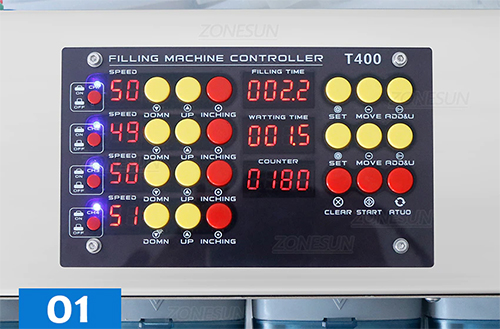 ZONESUN
FILLING MACHINE CONTROLLER T400
SPEED FILLING TIME
ON CH1 50 002.2
OFF DOMN UP INCHING SET MOVE ADD&U
SPEED WATTING TIME
ON 49 001.5
OFF DOMN UP INCHING SET MOVE ADD&U
SPEED COUNTER
ON 50 0180
OFF DOMN UP INCHING CLEAR START ATUO
SPEED
ON CH4 51
OFF DOMN UP INCHING
ZONESUN
01